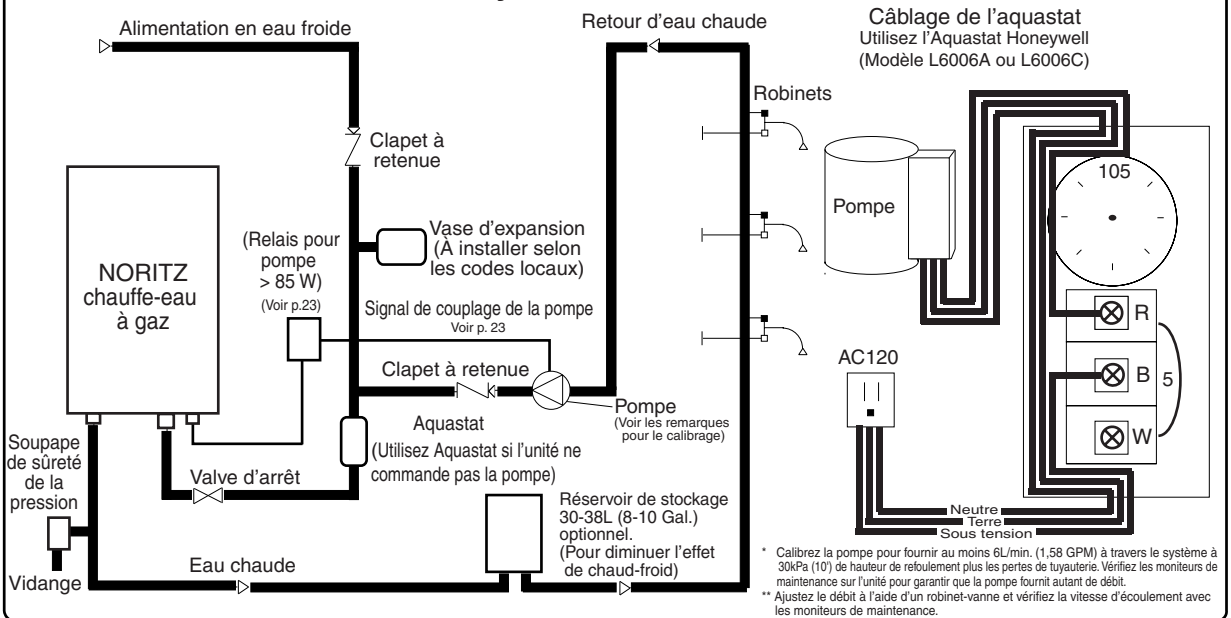 Alimentation en eau froide
Retour d'eau chaude
Clapet à
retenue
Vase d'expansion
(À installer selon
les codes locaux)
NORITZ
chauffe-eau
à gaz
(Relais pour
pompe
> 85 W)
(Voir p.23)
Signal de couplage de la pompe
Voir p. 23
Clapet à retenue
Pompe
(Voir les remarques
pour le calibrage)
Aquastat
(Utilisez Aquastat si l'unité ne
commande pas la pompe)
Soupape
de sûreté
de la
pression
Valve d'arrêt
Vidange
Eau chaude
Réservoir de stockage
30-38L (8-10 Gal.)
optionnel.
(Pour diminuer l'effet
de chaud-froid)
Robinets
Câblage de l'aquastat
Utilisez l'Aquastat Honeywell
(Modèle L6006A ou L6006C)
Pompe
105
R
B
5
W
AC120
Neutre
Terre
Sous tension
* Calibrez la pompe pour fournir au moins 6L/min. (1,58 GPM) à travers le système à
30kPa (10') de hauteur de refoulement plus les pertes de tuyauterie. Vérifiez les moniteurs de
maintenance sur l'unité pour garantir que la pompe fournit autant de débit.
** Ajustez le débit à l'aide d'un robinet-vanne et vérifiez la vitesse d'écoulement avec
les moniteurs de maintenance.